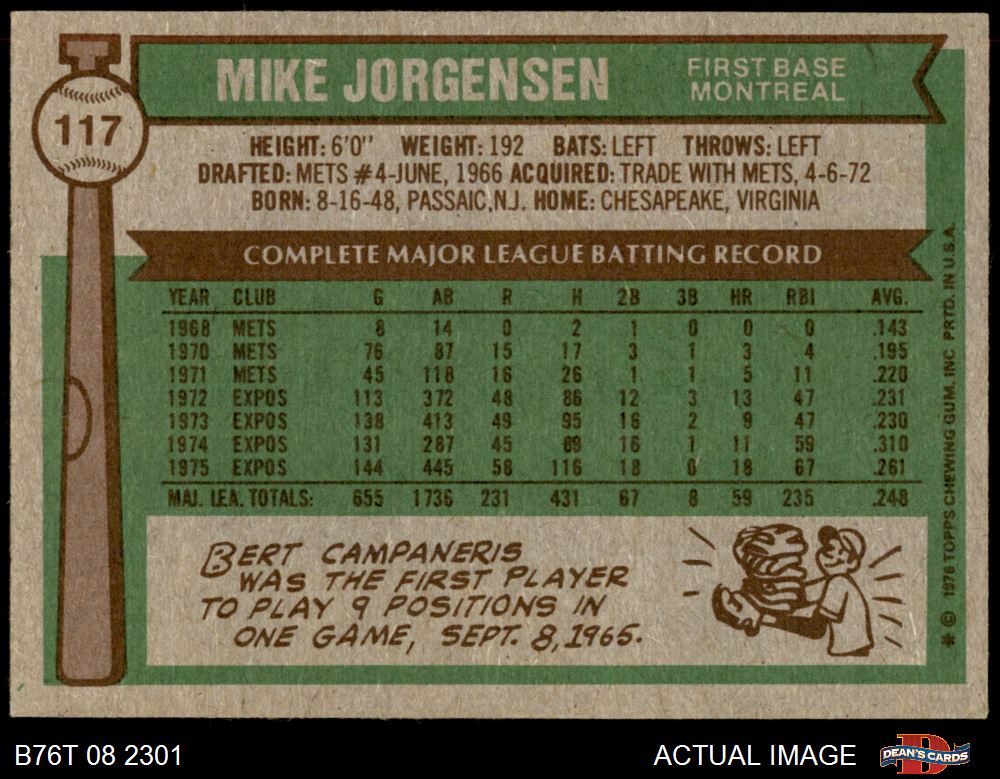 MIKE JORGENSEN
FIRST BASE
MONTREAL
117
HEIGHT: 6'0" WEIGHT: 192 BATS: LEFT THROWS: LEFT
DRAFTED: METS #4-JUNE, 1966 ACQUIRED: TRADE WITH METS, 4-6-72
BORN: 8-16-48, PASSAIC, N.J. HOME: CHESAPEAKE, VIRGINIA
COMPLETE MAJOR LEAGUE BATTING RECORD
YEAR CLUB G AB R H 2B 3B HR RBI AVG.
1968 METS 8 14 0 2 1 0 0 0 .143
1970 METS 76 87 15 17 3 1 3 4 .195
1971 METS 45 118 16 26 1 1 5 11 .220
1972 EXPOS 113 372 48 86 12 3 13 47 .231
1973 EXPOS 138 413 49 95 16 2 9 47 .230
1974 EXPOS 131 287 45 89 16 1 11 59 .310
1975 EXPOS 144 445 58 116 18 0 18 67 .261
MAJ. LEA. TOTALS: 655 1736 231 431 67 8 59 235 .248
BERT CAMPANERIS
WAS THE FIRST PLAYER
TO PLAY 9 POSITIONS IN
ONE GAME, SEPT. 8, 1965.
* © 1976 TOPPS CHEWING GUM, INC PRTD. IN U.S.A.
B76T 08 2301
ACTUAL IMAGE
DEAN'S CARDS